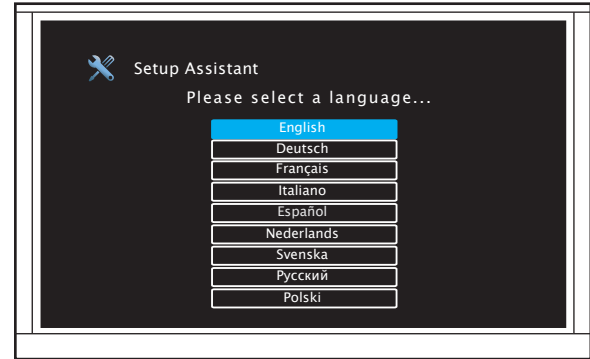 Setup Assistant
Please select a language...
English
Deutsch
Français
Italiano
Español
Nederlands
Svenska
Русский
Polski